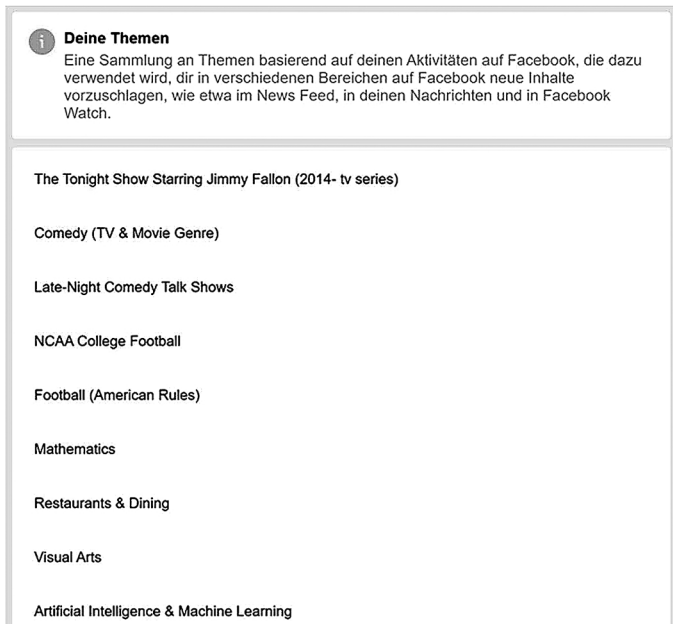 Deine Themen
Eine Sammlung an Themen basierend auf deinen Aktivitäten auf Facebook, die dazu
verwendet wird, dir in verschiedenen Bereichen auf Facebook neue Inhalte
vorzuschlagen, wie etwa im News Feed, in deinen Nachrichten und in Facebook
Watch.
The Tonight Show Starring Jimmy Fallon (2014- tv series)
Comedy (TV & Movie Genre)
Late-Night Comedy Talk Shows
NCAA College Football
Football (American Rules)
Mathematics
Restaurants & Dining
Visual Arts
Artificial Intelligence & Machine Learning